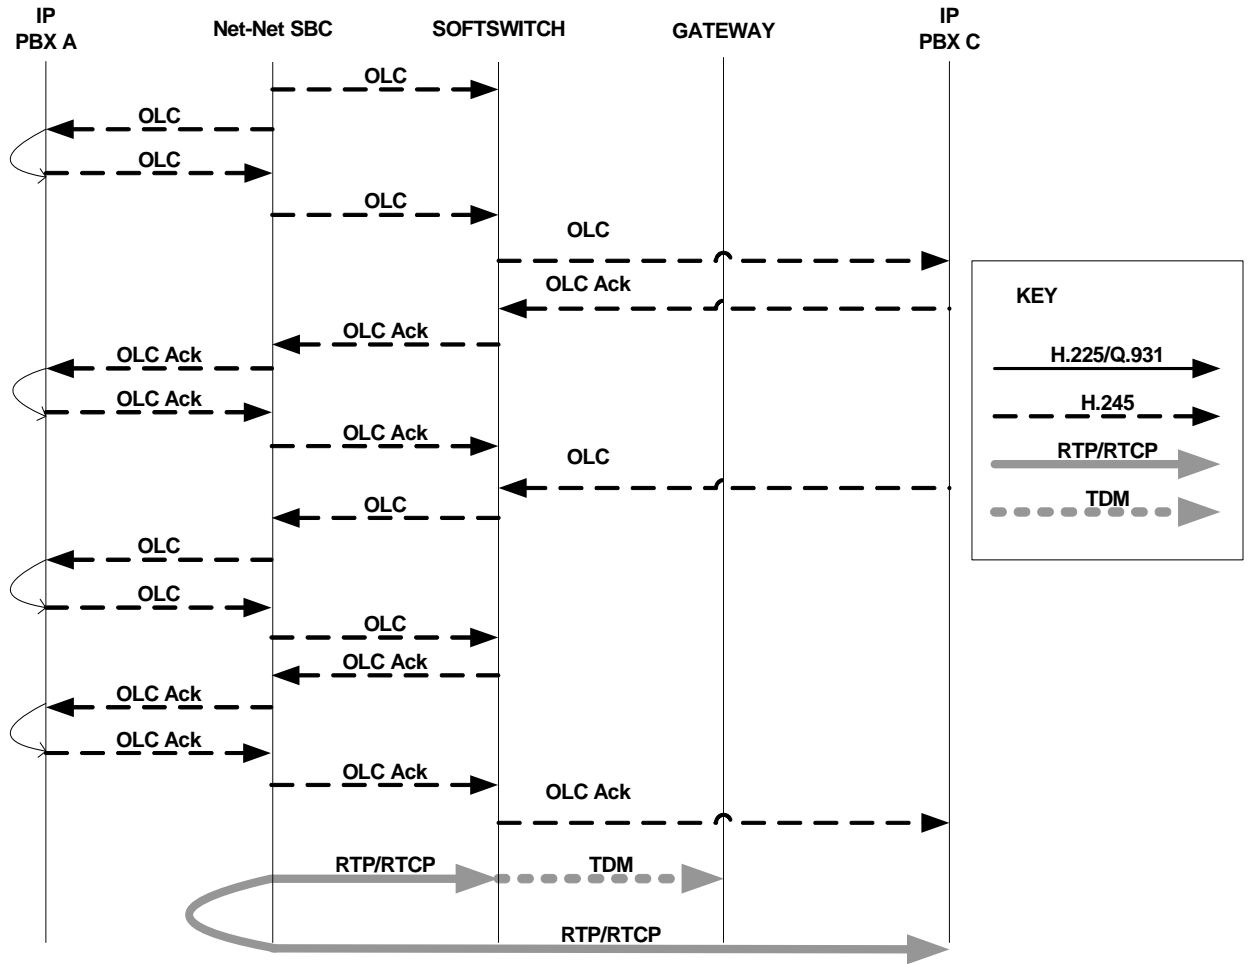 IP
PBX A
Net-Net SBC
SOFTSWITCH
GATEWAY
IP
PBX C
OLC
OLC
OLC
OLC
OLC
OLC Ack
OLC Ack
OLC Ack
OLC Ack
OLC Ack
OLC
OLC
OLC
OLC
OLC
OLC Ack
OLC Ack
OLC Ack
OLC Ack
OLC Ack
RTP/RTCP
TDM
RTP/RTCP
KEY
H.225/Q.931
H.245
RTP/RTCP
TDM